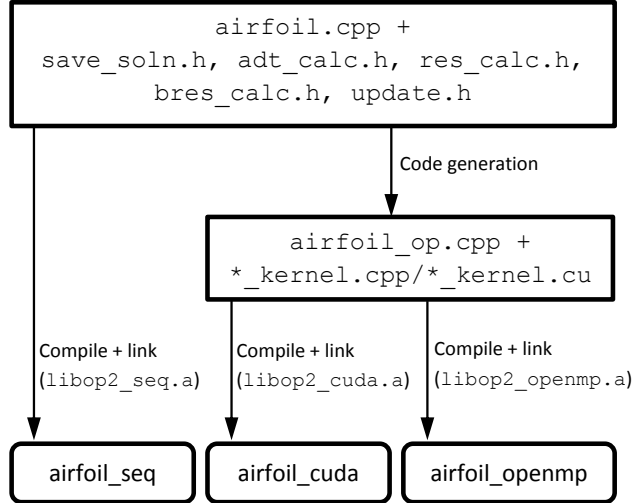 airfoil.cpp +
save_soln.h, adt_calc.h, res_calc.h,
bres_calc.h, update.h
Code generation
airfoil_op.cpp +
*_kernel.cpp/*_kernel.cu
Compile + link
(libop2_seq.a)
Compile + link
(libop2_cuda.a)
Compile + link
(libop2_openmp.a)
airfoil_seq
airfoil_cuda
airfoil_openmp